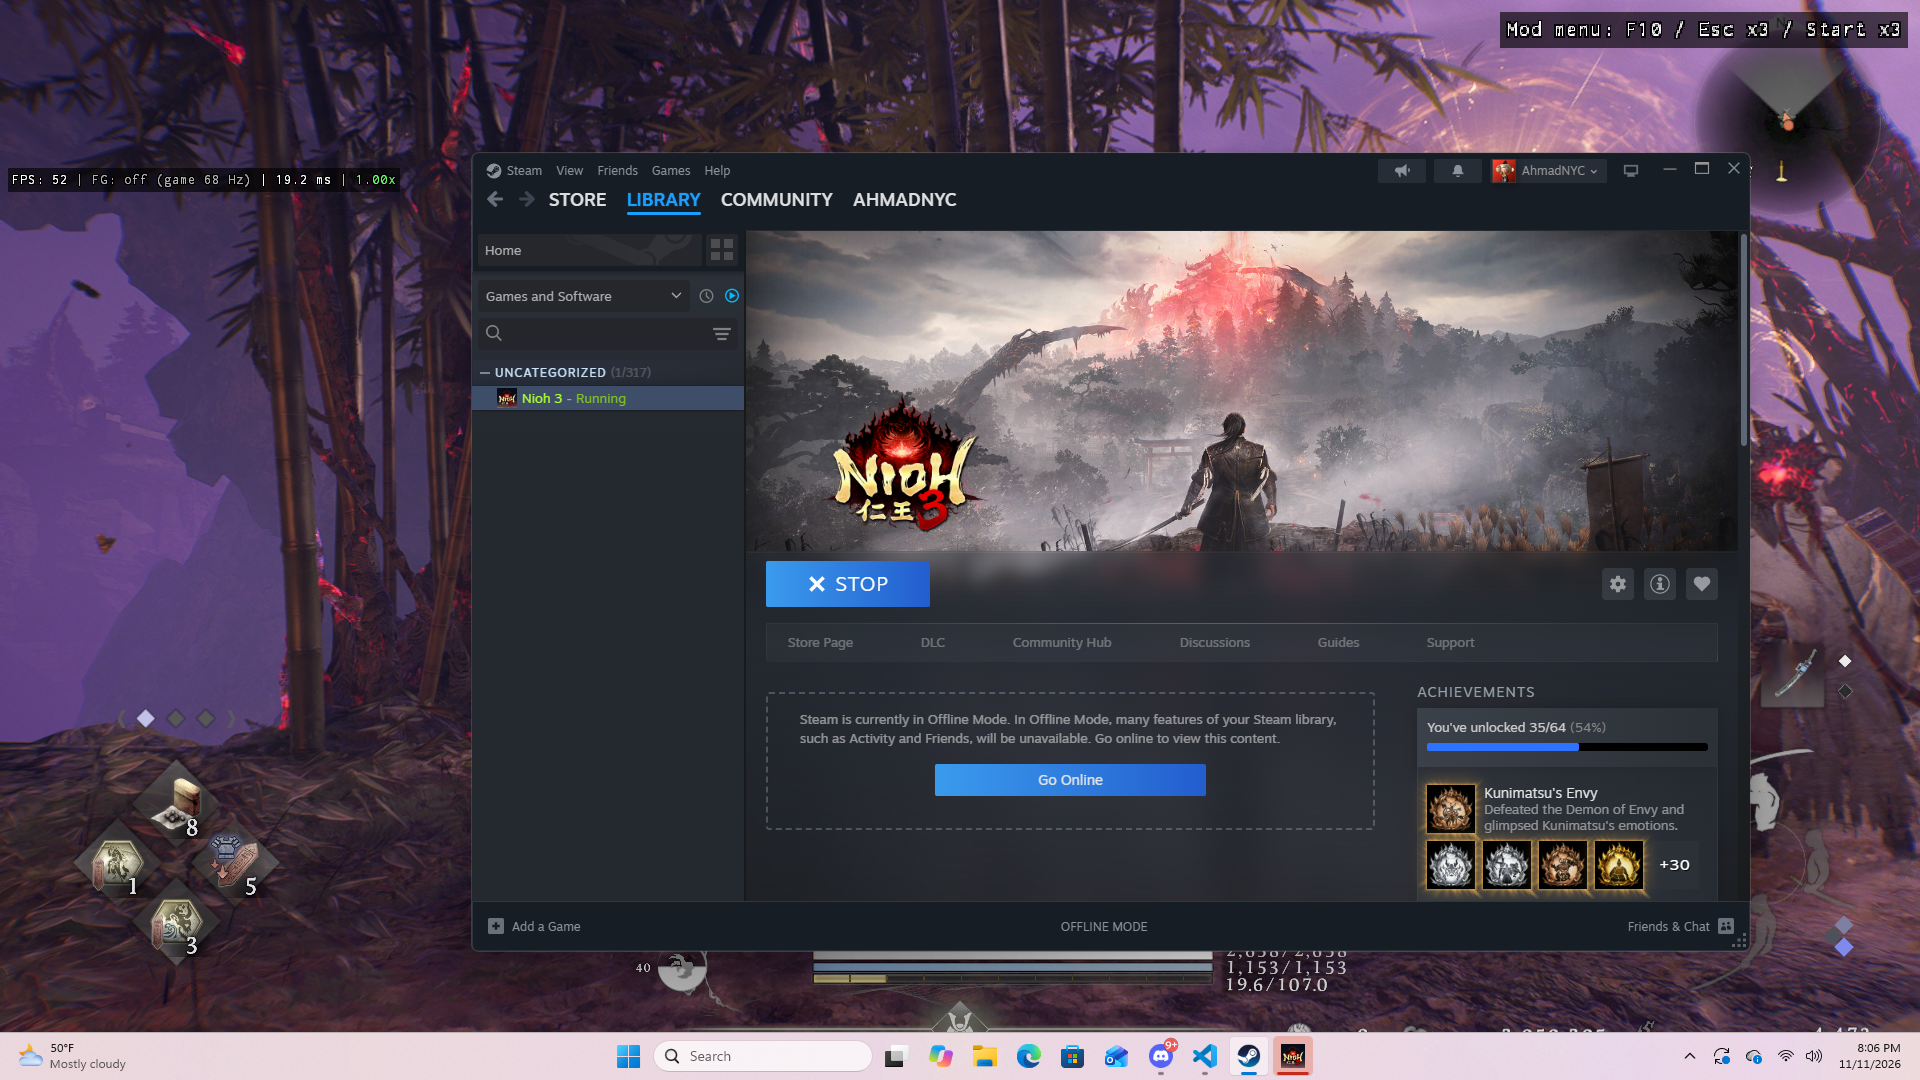 Mod menu: F10 / Esc x3 / Start x3
FPS: 52 | FG: off (game 68 Hz) | 19.2 ms | 1.00x
Steam View Friends Games Help
AhmadNYC
STORE LIBRARY COMMUNITY AHMADNYC
Home
Games and Software
UNCATEGORIZED (1/317)
Nioh 3 - Running
NIOH 3
仁王
STOP
Store Page DLC Community Hub Discussions Guides Support
Steam is currently in Offline Mode. In Offline Mode, many features of your Steam library,
such as Activity and Friends, will be unavailable. Go online to view this content.
Go Online
ACHIEVEMENTS
You've unlocked 35/64 (54%)
Kunimatsu's Envy
Defeated the Demon of Envy and
glimpsed Kunimatsu's emotions.
+30
Add a Game
OFFLINE MODE
Friends & Chat
8
1
5
3
40
2,658/2,658
1,153/1,153
19.6/107.0
50°F
Mostly cloudy
Search
9+
8:06 PM
11/11/2026